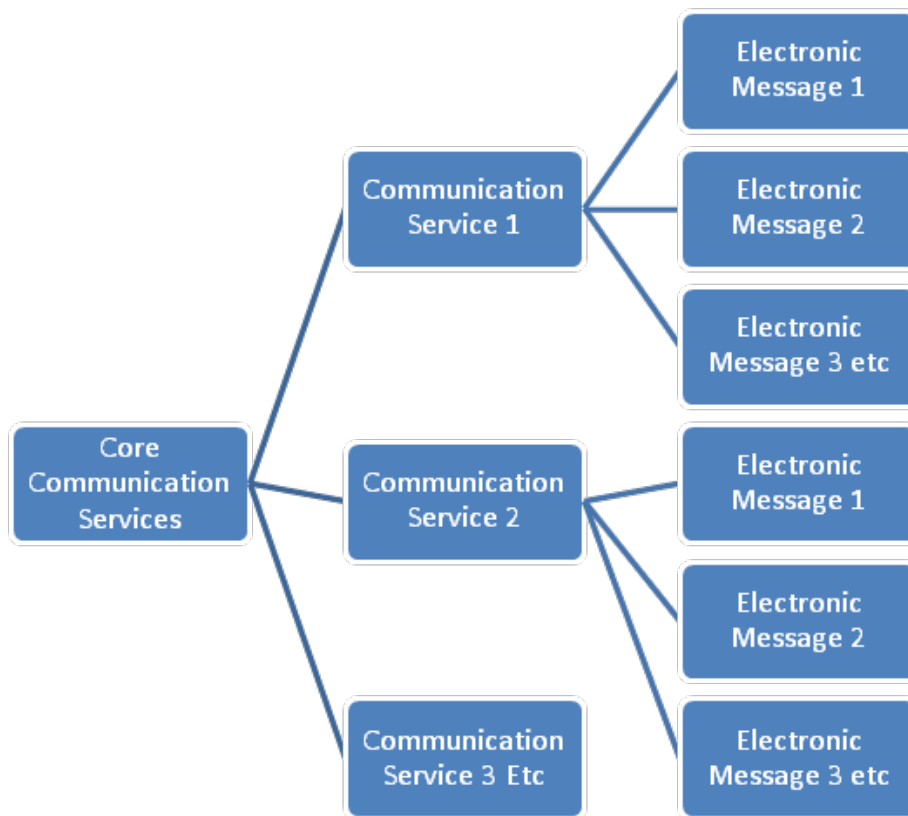 Core
Communication
Services
Communication
Service 1
Electronic
Message 1
Electronic
Message 2
Electronic
Message 3 etc
Communication
Service 2
Electronic
Message 1
Electronic
Message 2
Electronic
Message 3 etc
Communication
Service 3 Etc